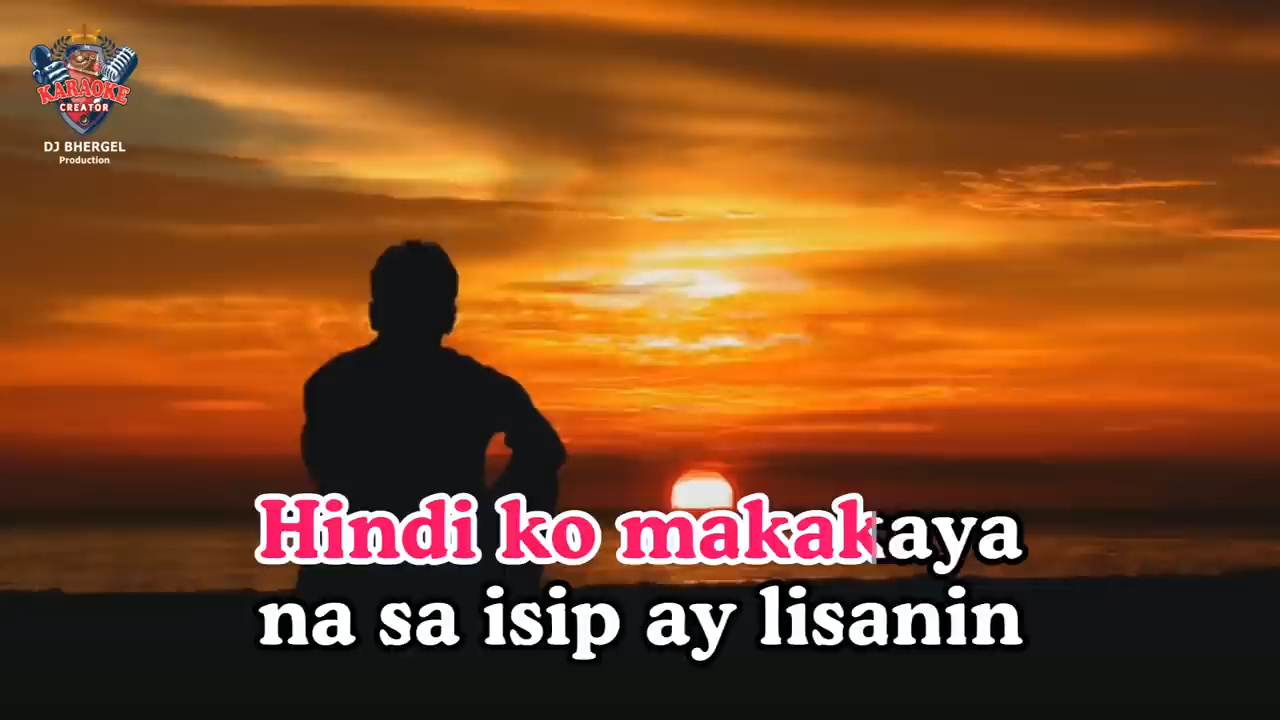 KARAOKE
CREATOR
DJ BHERGEL
Production
Hindi ko makakaya
na sa isip ay lisanin